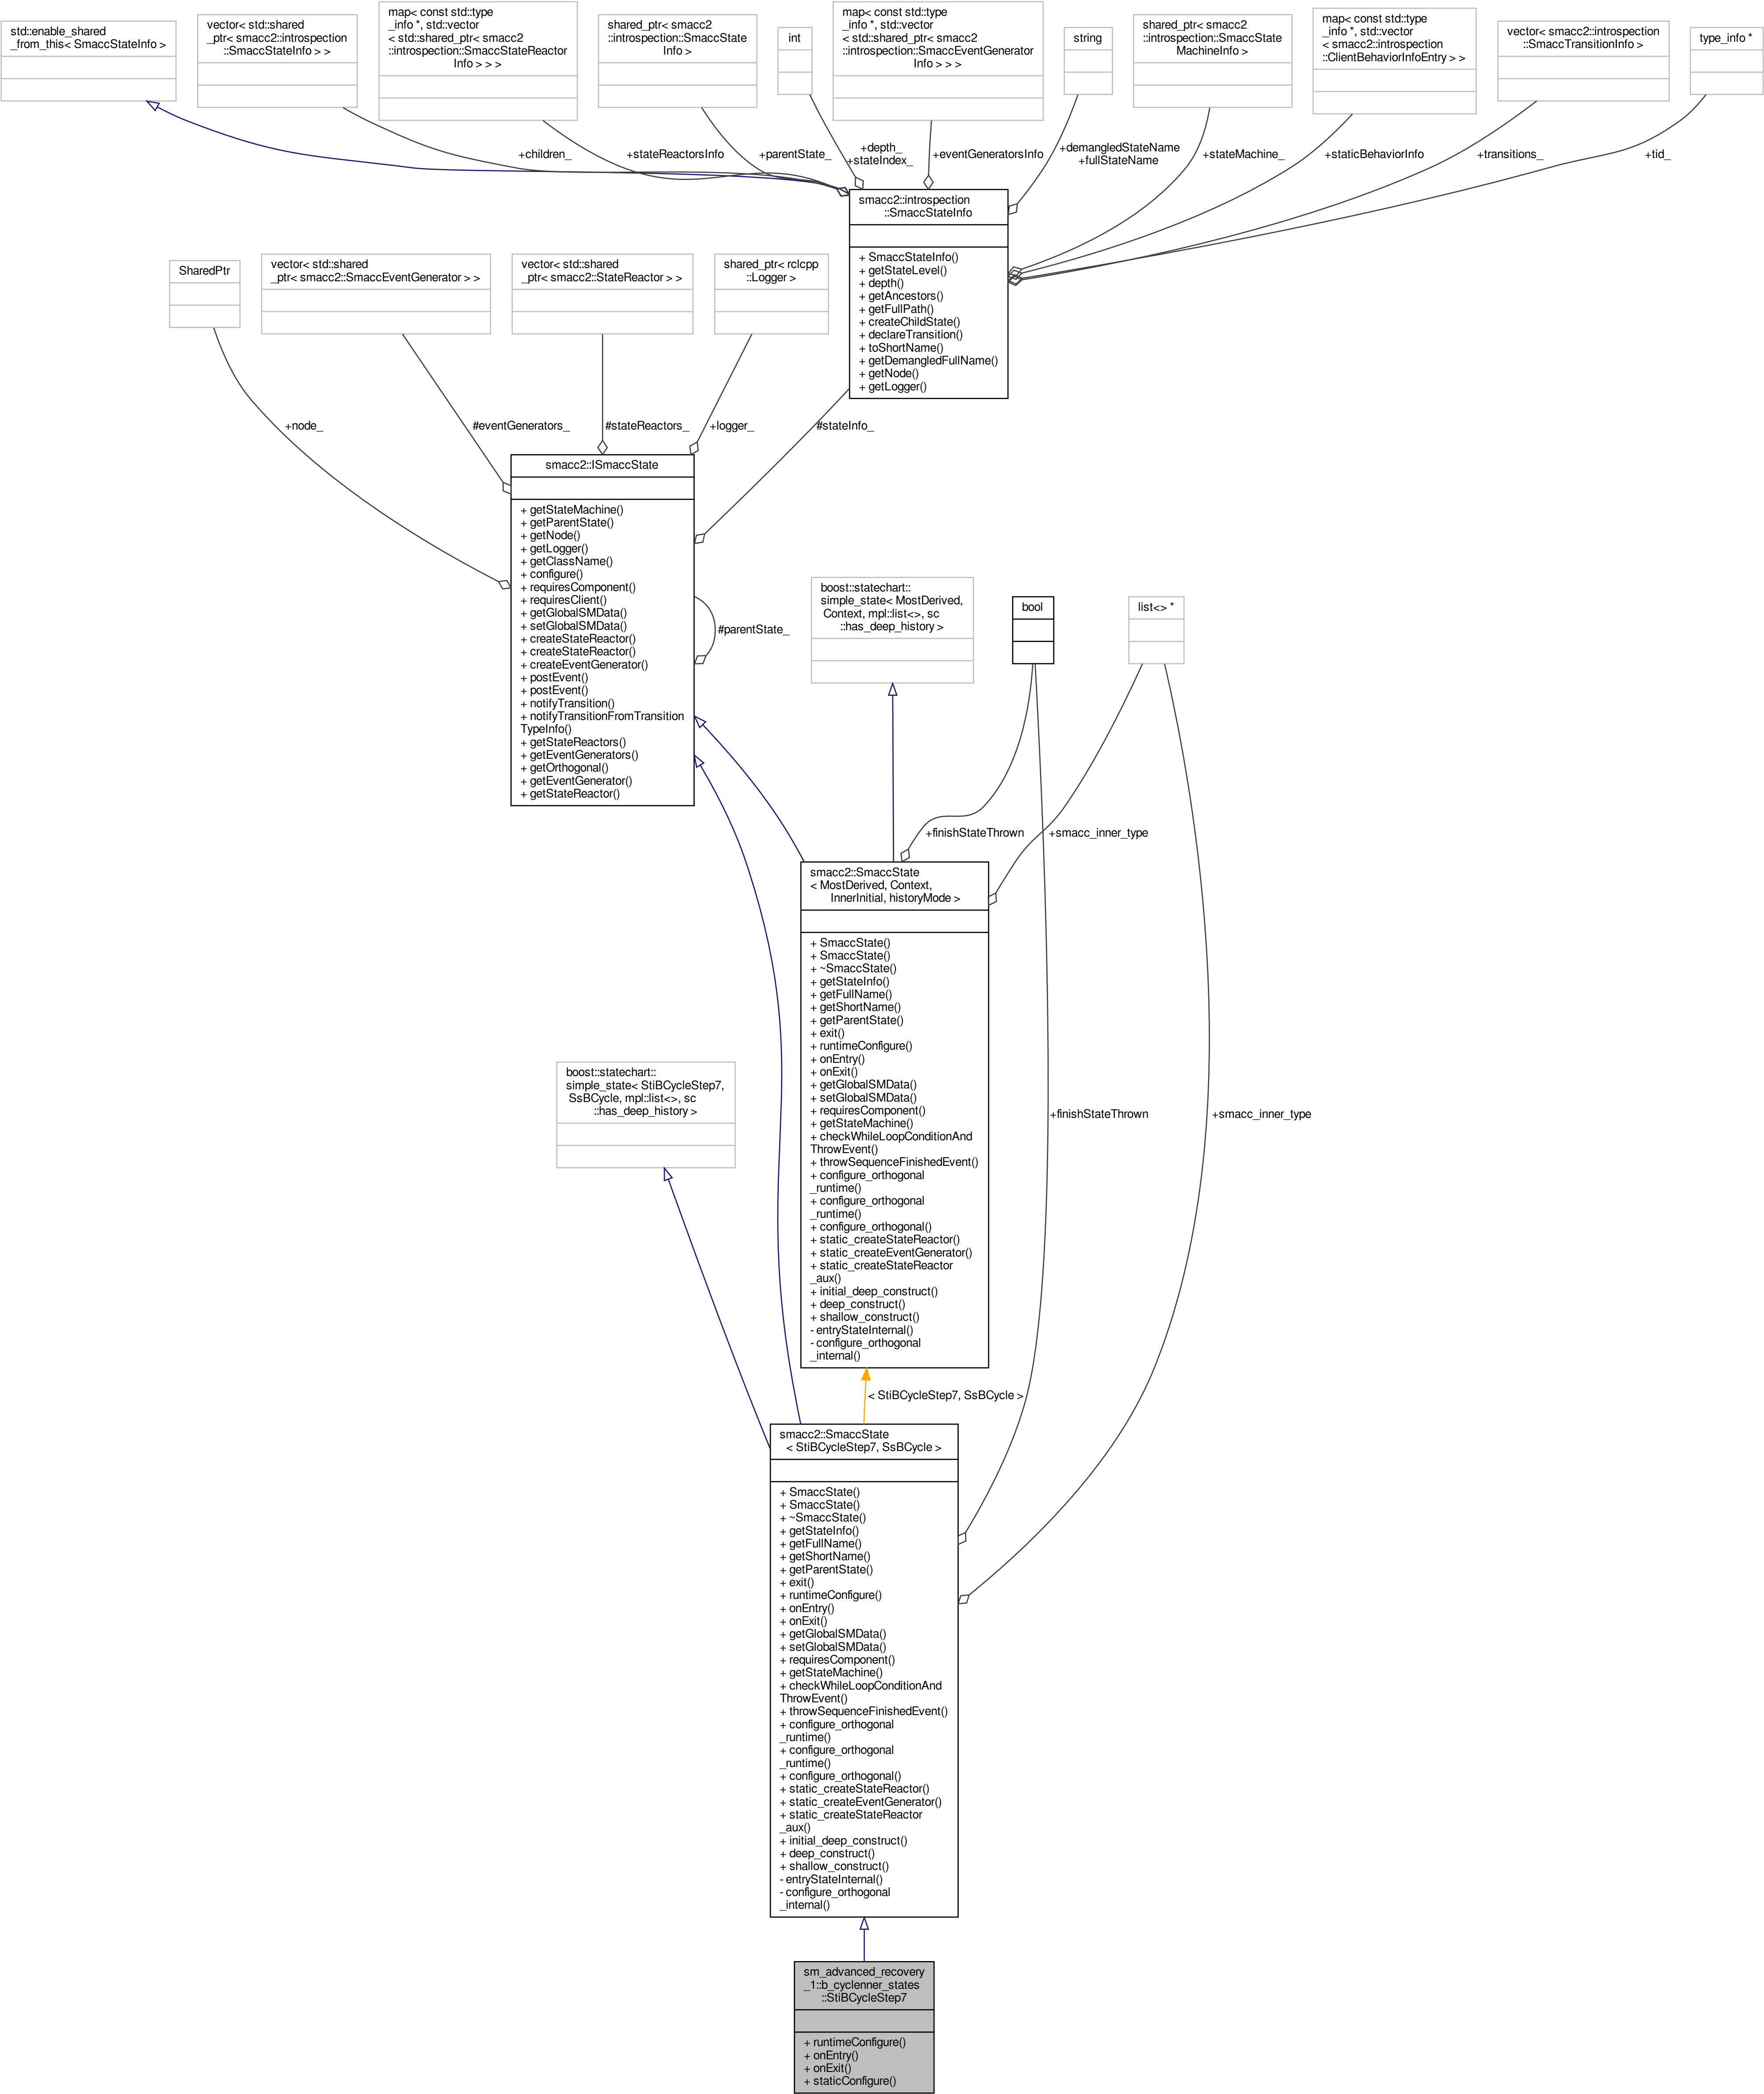 std::enable_shared
_from_this< SmaccStateInfo >
vector< std::shared
_ptr< smacc2::introspection
::SmaccStateInfo > >
map< const std::type
_info *, std::vector
< std::shared_ptr< smacc2
::introspection::SmaccStateReactor
Info > > >
shared_ptr< smacc2
::introspection::SmaccState
Info >
int
map< const std::type
_info *, std::vector
< std::shared_ptr< smacc2
::introspection::SmaccEventGenerator
Info > > >
string
shared_ptr< smacc2
::introspection::SmaccState
MachineInfo >
map< const std::type
_info *, std::vector
< smacc2::introspection
::ClientBehaviorInfoEntry > >
vector< smacc2::introspection
::SmaccTransitionInfo >
type_info *
+children_
+stateReactorsInfo
+parentState_
+depth_
+stateIndex_
+eventGeneratorsInfo
+demangledStateName
+fullStateName
+stateMachine_
+staticBehaviorInfo
+transitions_
+tid_
smacc2::introspection
::SmaccStateInfo
+ SmaccStateInfo()
+ getStateLevel()
+ depth()
+ getAncestors()
+ getFullPath()
+ createChildState()
+ declareTransition()
+ toShortName()
+ getDemangledFullName()
+ getNode()
+ getLogger()
SharedPtr
vector< std::shared
_ptr< smacc2::SmaccEventGenerator > >
vector< std::shared
_ptr< smacc2::StateReactor > >
shared_ptr< rclcpp
::Logger >
+node_
#eventGenerators_
#stateReactors_
+logger_
#stateInfo_
smacc2::ISmaccState
+ getStateMachine()
+ getParentState()
+ getNode()
+ getLogger()
+ getClassName()
+ configure()
+ requiresComponent()
+ requiresClient()
+ getGlobalSMData()
+ setGlobalSMData()
+ createStateReactor()
+ createStateReactor()
+ createEventGenerator()
+ postEvent()
+ postEvent()
+ notifyTransition()
+ notifyTransitionFromTransition
TypeInfo()
+ getStateReactors()
+ getEventGenerators()
+ getOrthogonal()
+ getEventGenerator()
+ getStateReactor()
#parentState_
boost::statechart::
simple_state< MostDerived,
Context, mpl::list<>, sc
::has_deep_history >
bool
list<> *
+finishStateThrown
+smacc_inner_type
smacc2::SmaccState
< MostDerived, Context,
InnerInitial, historyMode >
+ SmaccState()
+ SmaccState()
+ ~SmaccState()
+ getStateInfo()
+ getFullName()
+ getShortName()
+ getParentState()
+ exit()
+ runtimeConfigure()
+ onEntry()
+ onExit()
+ getGlobalSMData()
+ setGlobalSMData()
+ requiresComponent()
+ getStateMachine()
+ checkWhileLoopConditionAnd
ThrowEvent()
+ throwSequenceFinishedEvent()
+ configure_orthogonal
_runtime()
+ configure_orthogonal
_runtime()
+ configure_orthogonal()
+ static_createStateReactor()
+ static_createEventGenerator()
+ static_createStateReactor
_aux()
+ initial_deep_construct()
+ deep_construct()
+ shallow_construct()
- entryStateInternal()
- configure_orthogonal
_internal()
boost::statechart::
simple_state< StiBCycleStep7,
SsBCycle, mpl::list<>, sc
::has_deep_history >
+finishStateThrown
+smacc_inner_type
< StiBCycleStep7, SsBCycle >
smacc2::SmaccState
< StiBCycleStep7, SsBCycle >
+ SmaccState()
+ SmaccState()
+ ~SmaccState()
+ getStateInfo()
+ getFullName()
+ getShortName()
+ getParentState()
+ exit()
+ runtimeConfigure()
+ onEntry()
+ onExit()
+ getGlobalSMData()
+ setGlobalSMData()
+ requiresComponent()
+ getStateMachine()
+ checkWhileLoopConditionAnd
ThrowEvent()
+ throwSequenceFinishedEvent()
+ configure_orthogonal
_runtime()
+ configure_orthogonal
_runtime()
+ configure_orthogonal()
+ static_createStateReactor()
+ static_createEventGenerator()
+ static_createStateReactor
_aux()
+ initial_deep_construct()
+ deep_construct()
+ shallow_construct()
- entryStateInternal()
- configure_orthogonal
_internal()
sm_advanced_recovery
_1::b_cyclenner_states
::StiBCycleStep7
+ runtimeConfigure()
+ onEntry()
+ onExit()
+ staticConfigure()